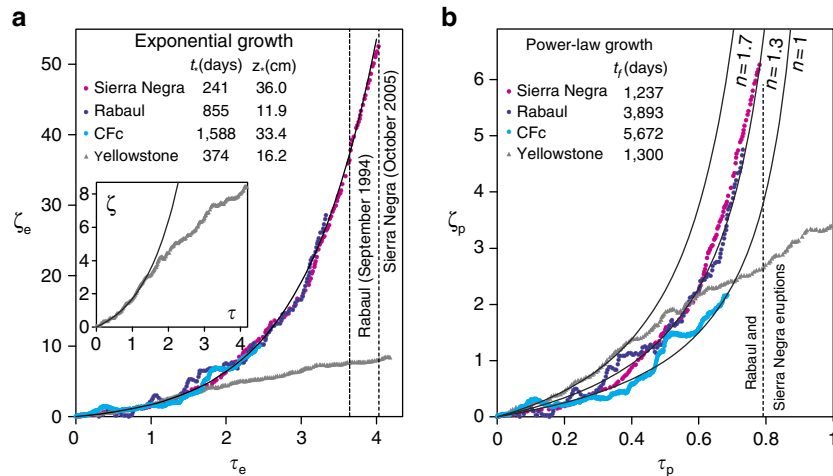 a
Exponential growth
t* (days) z* (cm)
Sierra Negra 241 36.0
Rabaul 855 11.9
CFc 1,588 33.4
Yellowstone 374 16.2
50
40
30
20
10
0
ζe
0 1 2 3 4
τe
8
6
4
2
0
ζ
0 1 2 3 4
τ
Rabaul (September 1994)
Sierra Negra (October 2005)
b
Power-law growth
tf (days)
Sierra Negra 1,237
Rabaul 3,893
CFc 5,672
Yellowstone 1,300
n = 1.7
n = 1.3
n = 1
6
5
4
3
2
1
0
ζp
0 0.2 0.4 0.6 0.8 1
τp
Rabaul and
Sierra Negra eruptions